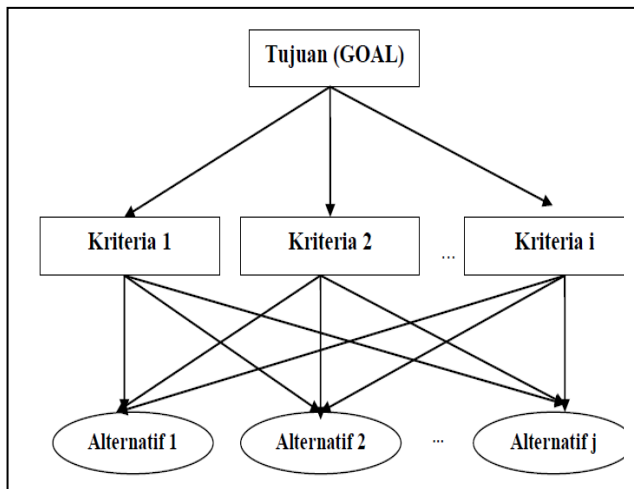 Tujuan (GOAL)
Kriteria 1
Kriteria 2
...
Kriteria i
Alternatif 1
Alternatif 2
...
Alternatif j